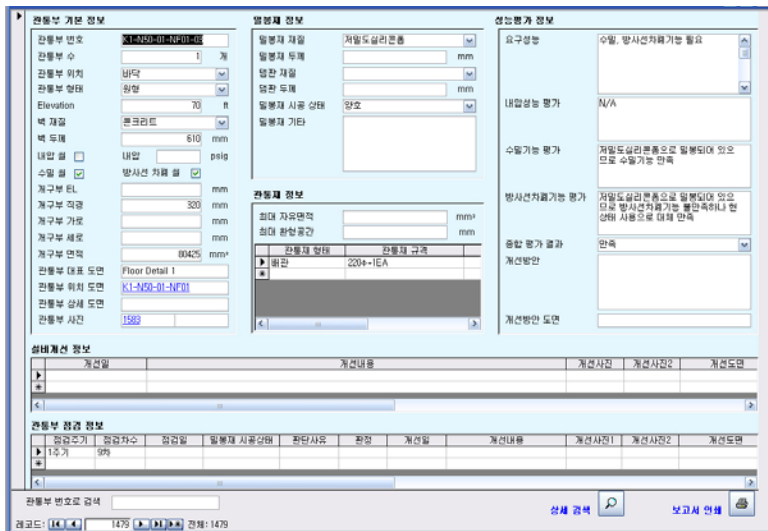 관통부 기본 정보
관통부 번호 K1-N50-01-NF01-03
관통부 수 1 개
관통부 위치 바닥
관통부 형태 원형
Elevation 70 ft
벽 재질 콘크리트
벽 두께 610 mm
내압 씰 내압 psig
수밀 씰 방사선 차폐 씰
개구부 EL mm
개구부 직경 320 mm
개구부 가로 mm
개구부 세로 mm
개구부 면적 80425 mm²
관통부 대표 도면 Floor Detail 1
관통부 위치 도면 K1-N50-01-NF01
관통부 상세 도면
관통부 사진 1583
밀봉재 정보
밀봉재 재질 저밀도실리콘폼
밀봉재 두께 mm
댐판 재질
댐판 두께 mm
밀봉재 시공 상태 양호
밀봉재 기타
관통재 정보
최대 자유면적 mm²
최대 환형공간 mm
관통재 형태 관통재 규격
배관 220Φ-1EA
성능평가 정보
요구성능 수밀, 방사선차폐기능 필요
내압성능 평가 N/A
수밀기능 평가 저밀도실리콘폼으로 밀봉되어 있으
므로 수밀기능 만족
방사선차폐기능 평가 저밀도실리콘폼으로 밀봉되어 있으
므로 방사선차폐기능 불만족하나 현
상태 사용으로 대체 만족
종합 평가 결과 만족
개선방안
개선방안 도면
설비개선 정보
개선일 개선내용 개선사진 개선사진2 개선도면
관통부 점검 정보
점검주기 점검차수 점검일 밀봉재 시공상태 판단사유 판정 개선일 개선내용 개선사진1 개선사진2 개선도면
1주기 9차
관통부 번호로 검색
상세 검색 보고서 인쇄
레코드: 1479 전체: 1479